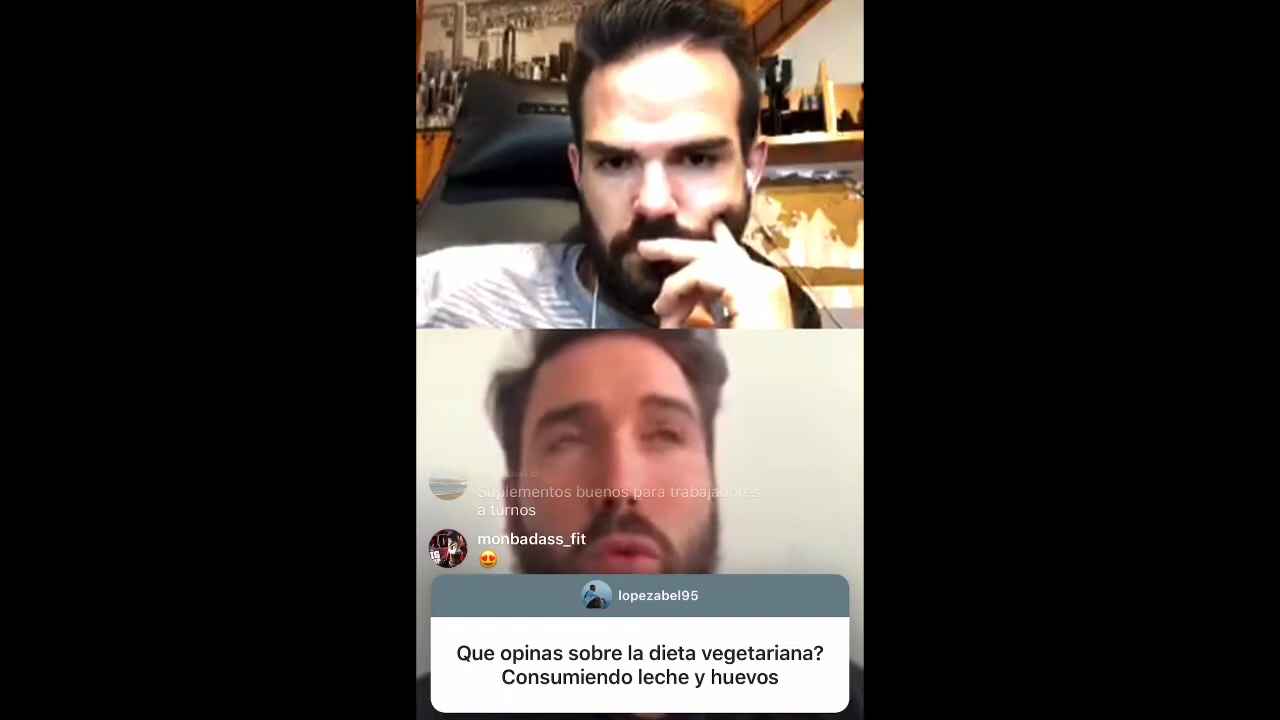 Suplementos buenos para trabajadores
a turnos
monbadass_fit
😍
lopezabel95
Que opinas sobre la dieta vegetariana?
Consumiendo leche y huevos